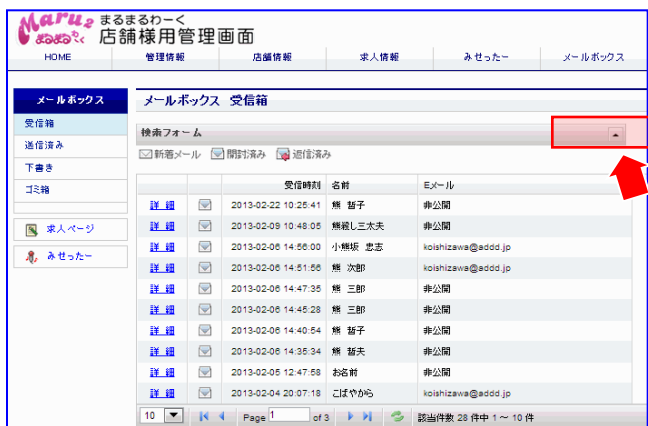 Maru2 まるまるわーく
まるわく 店舗様用管理画面
HOME 管理情報 店舗情報 求人情報 みせったー メールボックス
メールボックス
受信箱
送信済み
下書き
ゴミ箱
求人ページ
みせったー
メールボックス 受信箱
検索フォーム
新着メール 開封済み 返信済み
受信時刻 名前 Eメール
詳細 2013-02-22 10:25:41 熊 哲子 非公開
詳細 2013-02-09 10:48:05 熊殺し三太夫 非公開
詳細 2013-02-06 14:56:00 小熊坂 忠志 koishizawa@addd.jp
詳細 2013-02-06 14:51:56 熊 次郎 koishizawa@addd.jp
詳細 2013-02-06 14:47:35 熊 三郎 非公開
詳細 2013-02-06 14:45:28 熊 三郎 非公開
詳細 2013-02-06 14:40:54 熊 哲子 非公開
詳細 2013-02-06 14:35:34 熊 哲夫 非公開
詳細 2013-02-05 12:47:58 お名前 非公開
詳細 2013-02-04 20:07:18 こばやから koishizawa@addd.jp
10 Page 1 of 3 該当件数 28 件中 1 ～ 10 件